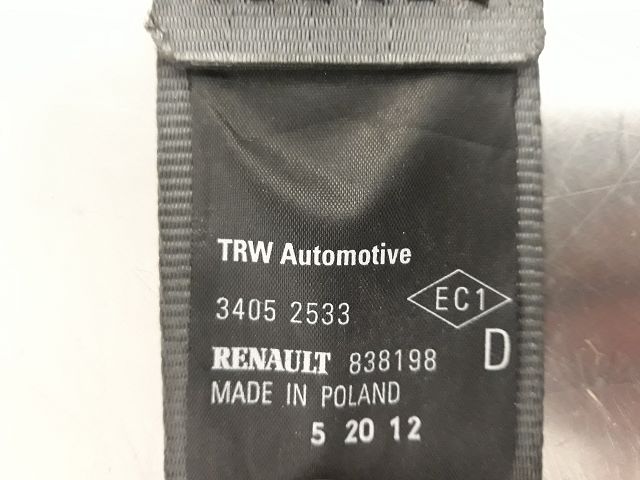 TRW Automotive
3405 2533
EC1
RENAULT 838198
D
MADE IN POLAND
5 20 12